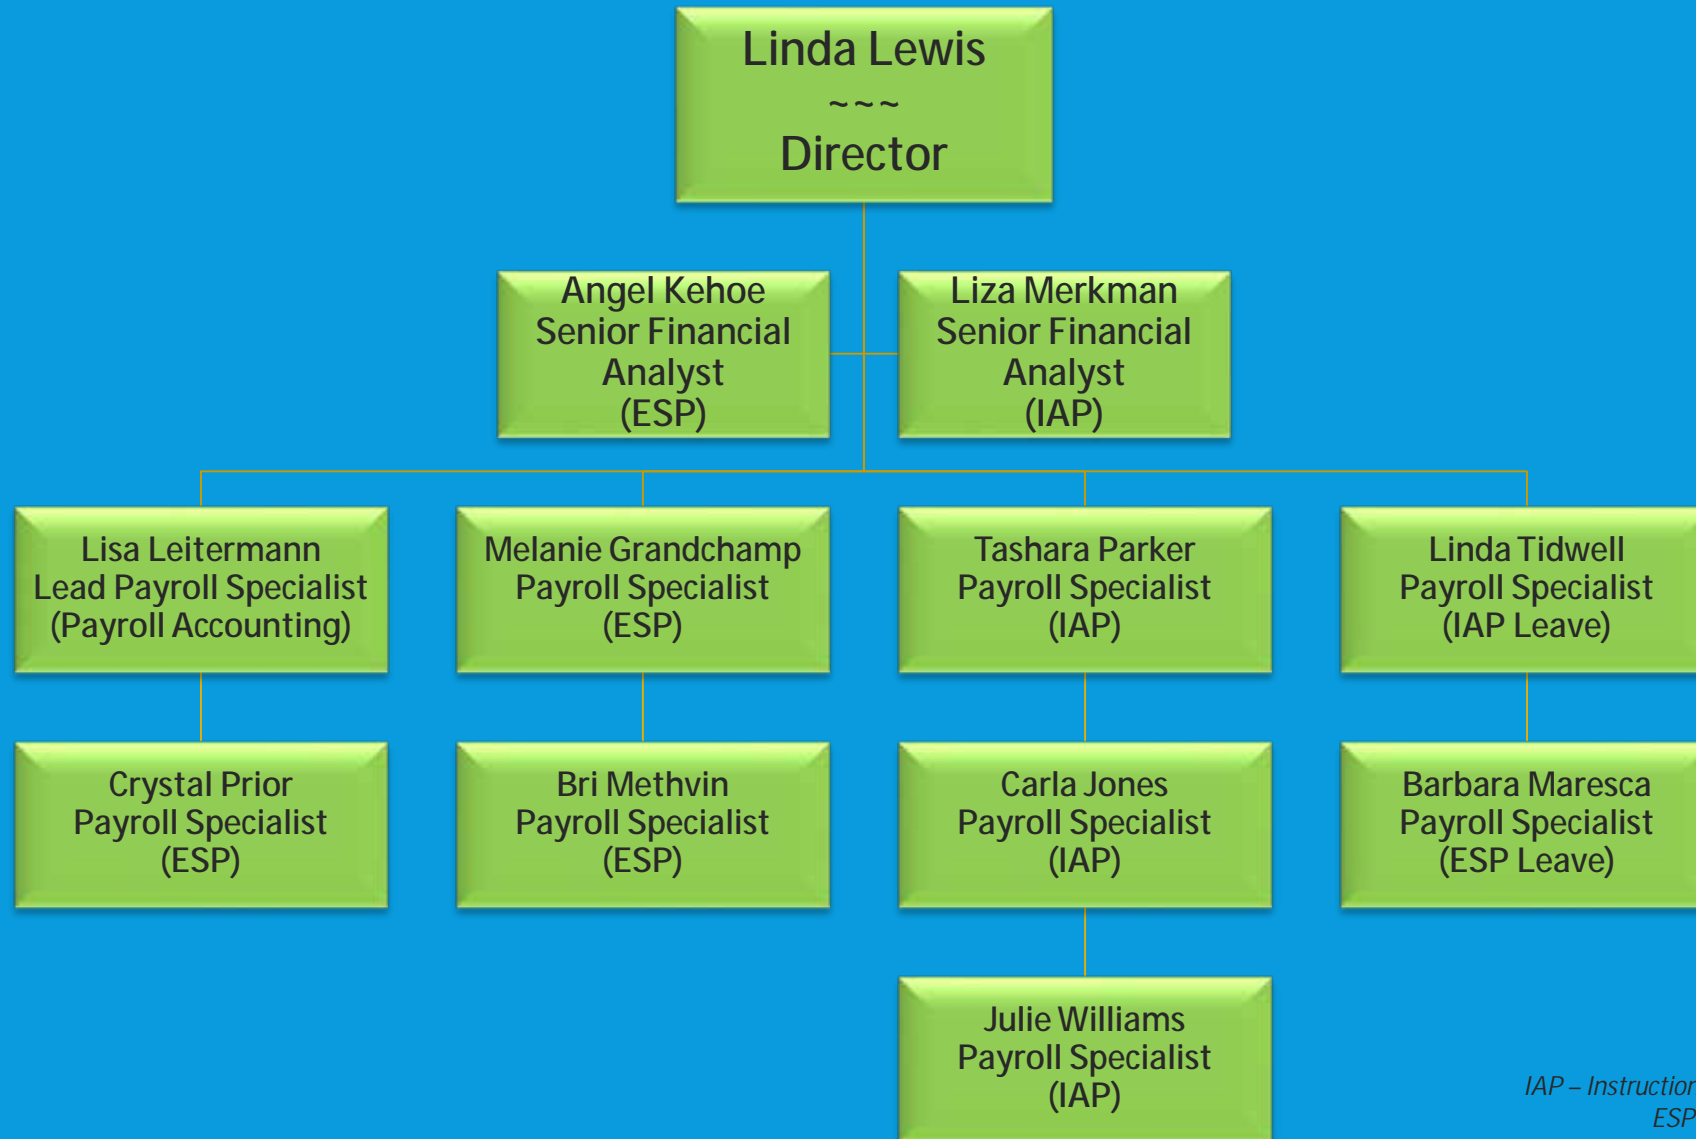 Linda Lewis
~~~
Director
Angel Kehoe
Senior Financial
Analyst
(ESP)
Liza Merkman
Senior Financial
Analyst
(IAP)
Lisa Leitermann
Lead Payroll Specialist
(Payroll Accounting)
Melanie Grandchamp
Payroll Specialist
(ESP)
Tashara Parker
Payroll Specialist
(IAP)
Linda Tidwell
Payroll Specialist
(IAP Leave)
Crystal Prior
Payroll Specialist
(ESP)
Bri Methvin
Payroll Specialist
(ESP)
Carla Jones
Payroll Specialist
(IAP)
Barbara Maresca
Payroll Specialist
(ESP Leave)
Julie Williams
Payroll Specialist
(IAP)
IAP – Instruction
ESP